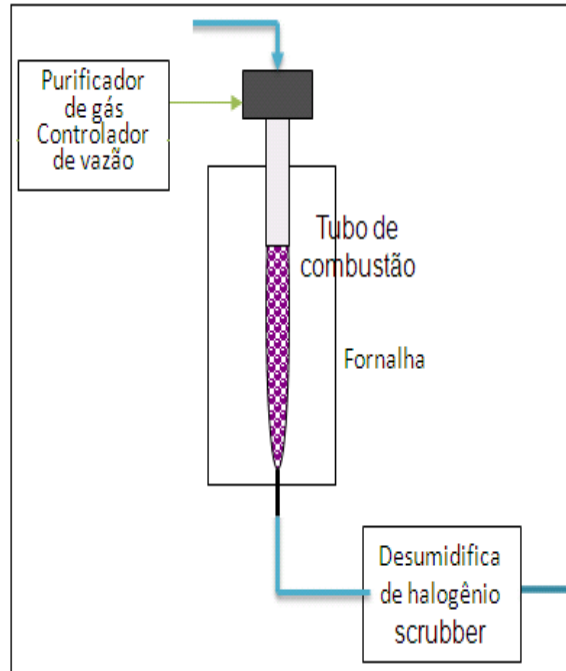 Purificador
de gás
Controlador
de vazão
Tubo de
combustão
Fornalha
Desumidifica
de halogênio
scrubber